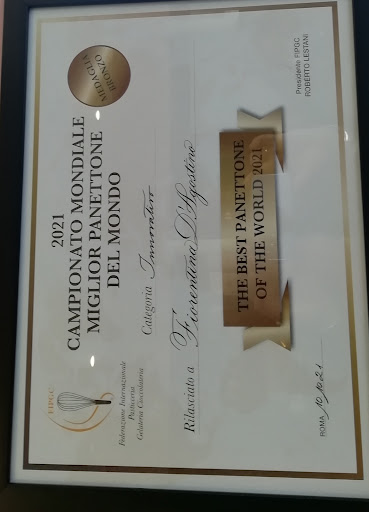 FIPGC
Federazione Internazionale
Pasticceria
Gelateria Cioccolateria
2021
CAMPIONATO MONDIALE
MIGLIOR PANETTONE
DEL MONDO
MEDAGLIA
BRONZO
Categoria Innovativo
Rilasciato a Fiorentina D'Agostino
THE BEST PANETTONE
OF THE WORLD 2021
ROMA 10.10.21
Presidente FIPGC
ROBERTO LESTANI